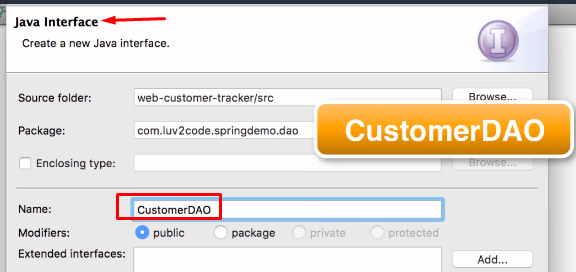 Java Interface
Create a new Java interface.
Source folder: web-customer-tracker/src Browse...
Package: com.luv2code.springdemo.dao
CustomerDAO
Enclosing type: Browse...
Name: CustomerDAO
Modifiers: public package private protected
Extended interfaces: Add...